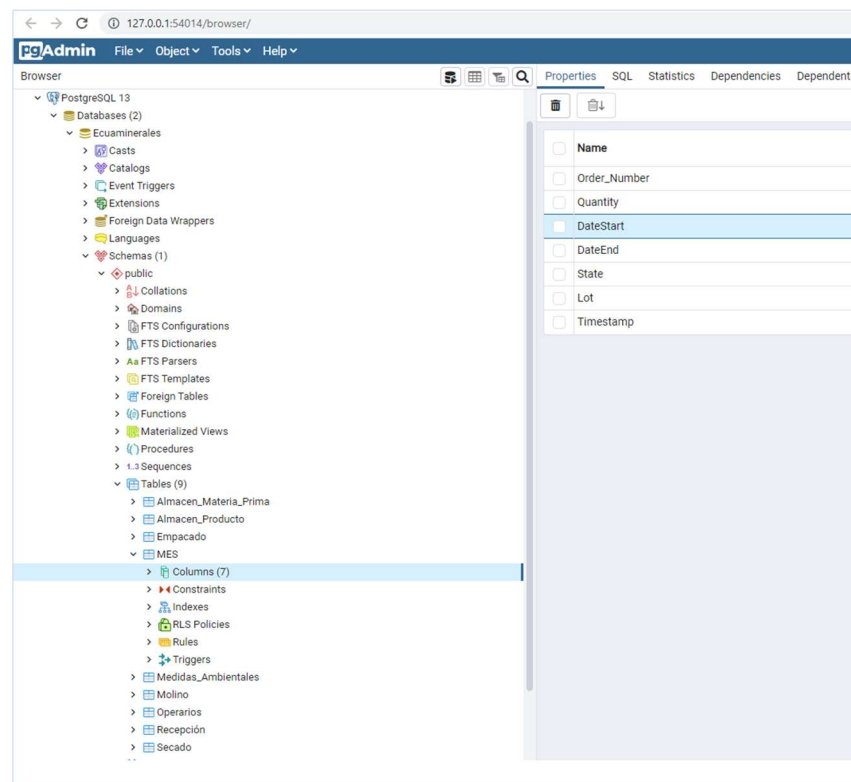 127.0.0.1:54014/browser/
pgAdmin File Object Tools Help
Browser
PostgreSQL 13
Databases (2)
Ecuaminerales
Casts
Catalogs
Event Triggers
Extensions
Foreign Data Wrappers
Languages
Schemas (1)
public
Collations
Domains
FTS Configurations
FTS Dictionaries
Aa FTS Parsers
FTS Templates
Foreign Tables
Functions
Materialized Views
Procedures
1..3 Sequences
Tables (9)
Almacen_Materia_Prima
Almacen_Producto
Empacado
MES
Columns (7)
Constraints
Indexes
RLS Policies
Rules
Triggers
Medidas_Ambientales
Molino
Operarios
Recepción
Secado
Properties SQL Statistics Dependencies Dependent
Name
Order_Number
Quantity
DateStart
DateEnd
State
Lot
Timestamp